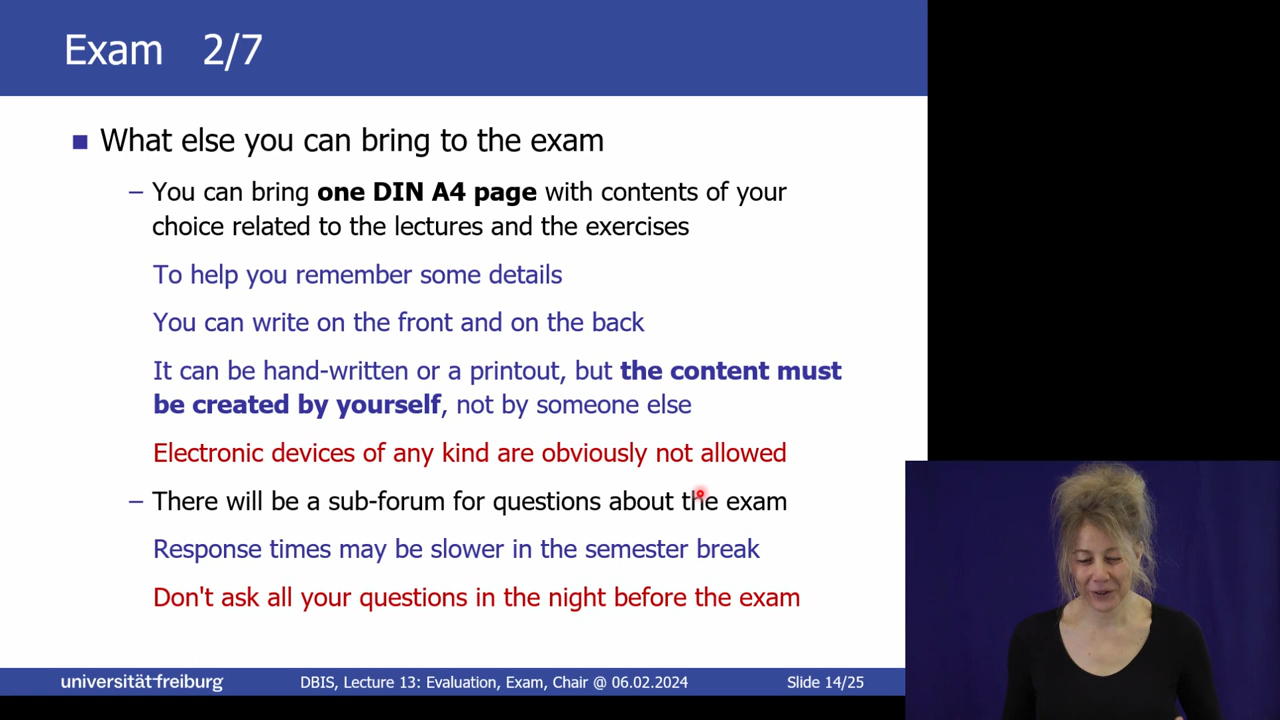 Exam 2/7
What else you can bring to the exam
– You can bring one DIN A4 page with contents of your
choice related to the lectures and the exercises
To help you remember some details
You can write on the front and on the back
It can be hand-written or a printout, but the content must
be created by yourself, not by someone else
Electronic devices of any kind are obviously not allowed
– There will be a sub-forum for questions about the exam
Response times may be slower in the semester break
Don't ask all your questions in the night before the exam
universität freiburg
DBIS, Lecture 13: Evaluation, Exam, Chair @ 06.02.2024
Slide 14/25